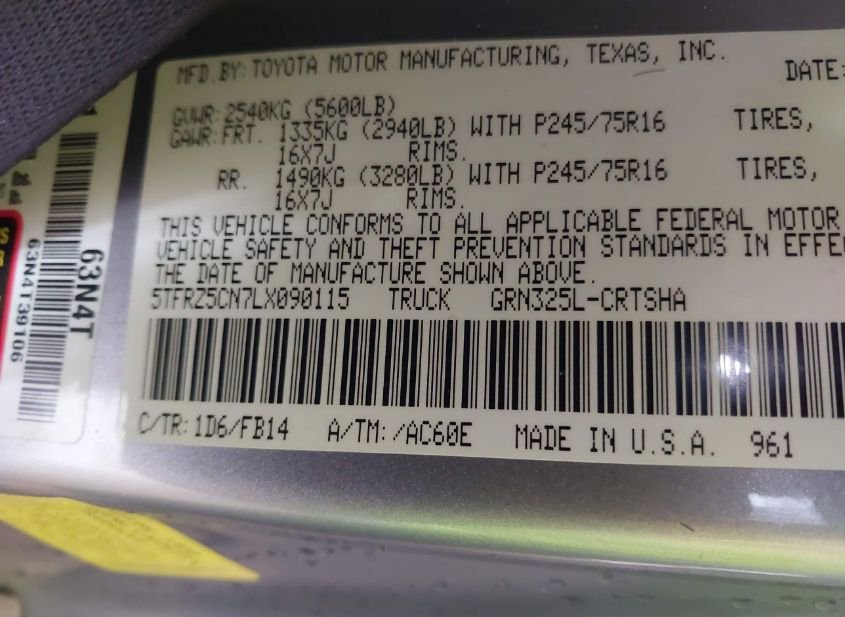 MFD. BY: TOYOTA MOTOR MANUFACTURING, TEXAS, INC.
DATE:
GVWR: 2540KG (5600LB)
GAWR: FRT. 1335KG (2940LB) WITH P245/75R16 TIRES,
16X7J RIMS.
RR. 1490KG (3280LB) WITH P245/75R16 TIRES,
16X7J RIMS.
THIS VEHICLE CONFORMS TO ALL APPLICABLE FEDERAL MOTOR
VEHICLE SAFETY AND THEFT PREVENTION STANDARDS IN EFFE
THE DATE OF MANUFACTURE SHOWN ABOVE.
5TFRZ5CN7LX090115 TRUCK GRN325L-CRTSHA
C/TR: 1D6/FB14 A/TM: /AC60E MADE IN U.S.A. 961
63N4T
63N4T39106